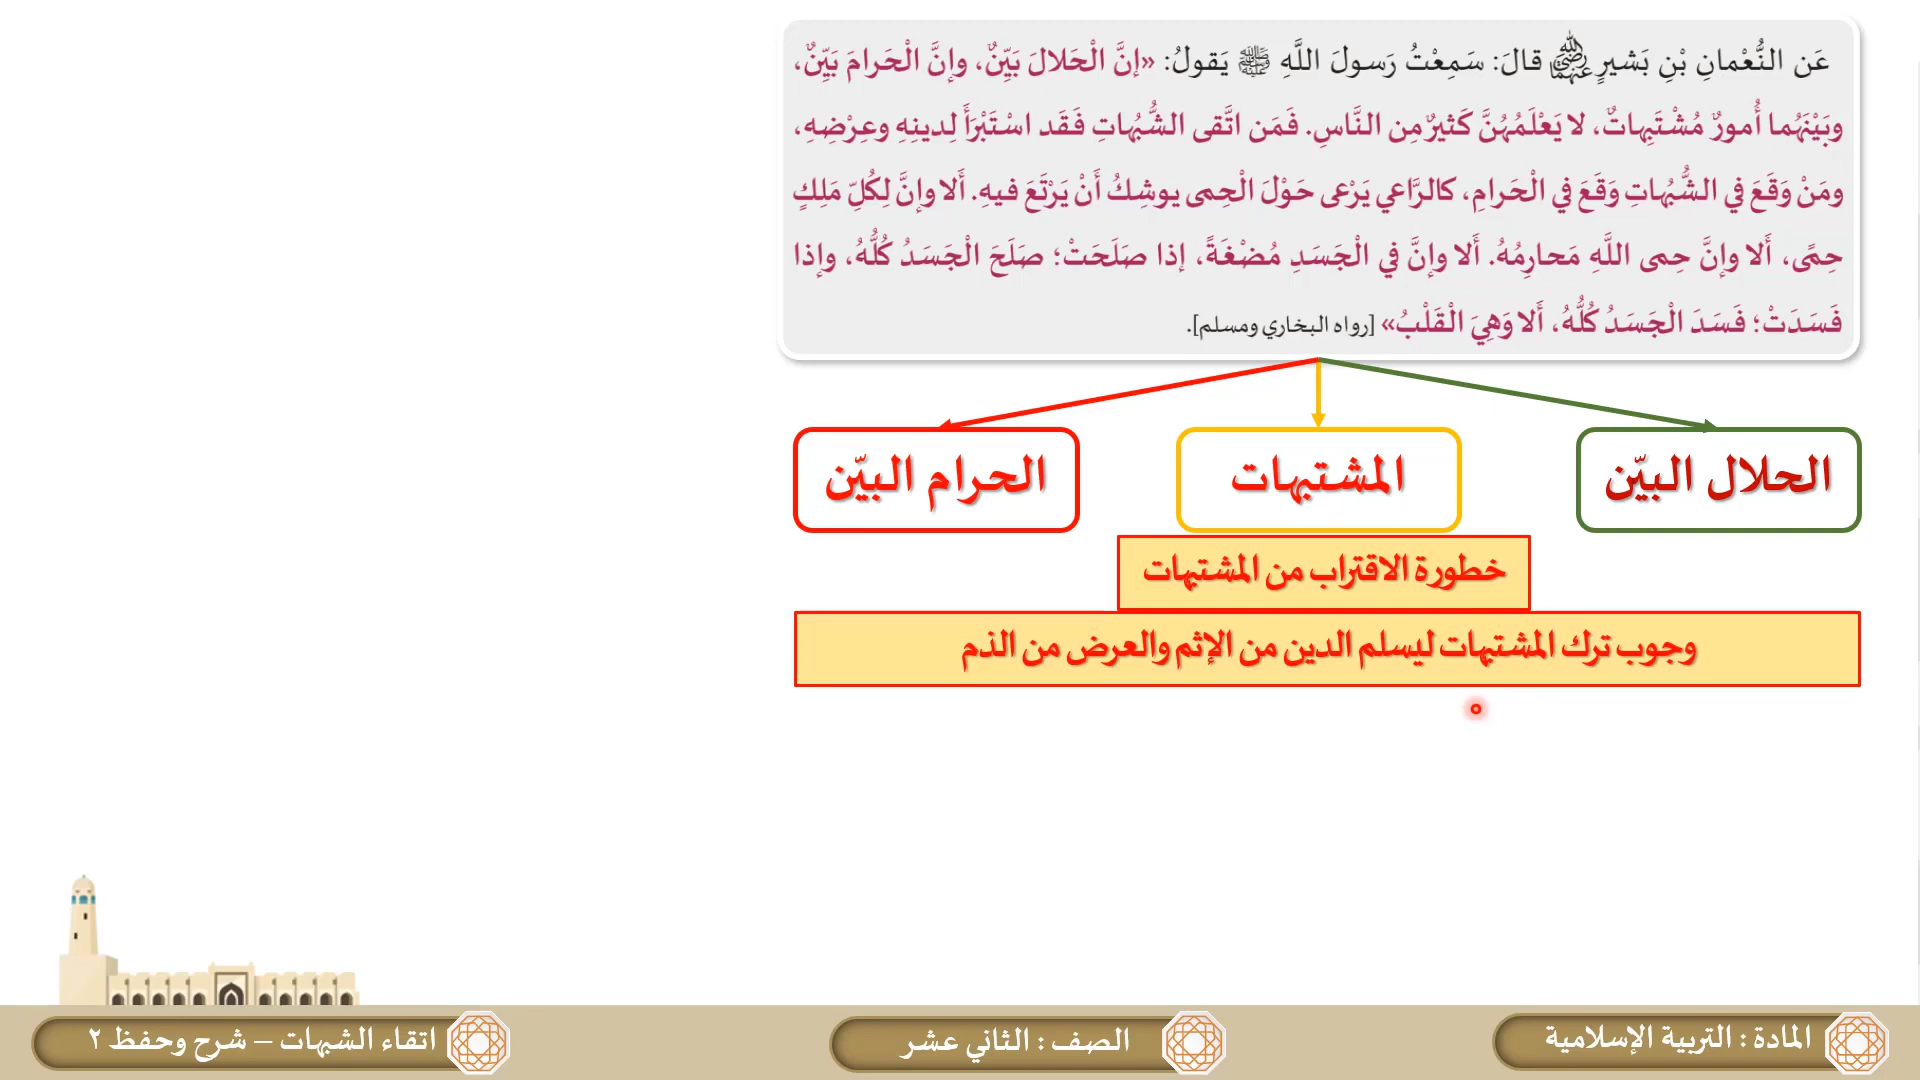 عَن النُّعْمانِ بْنِ بَشيرٍ رضي الله عنهما قالَ: سَمِعْتُ رَسولَ اللَّهِ ﷺ يَقولُ: «إنَّ الْحَلالَ بَيِّنٌ، وإنَّ الْحَرامَ بَيِّنٌ،
وبَيْنَهُما أُمورٌ مُشْتَبِهاتٌ، لا يَعْلَمُهُنَّ كَثيرٌ مِن النَّاسِ. فَمَن اتَّقى الشُّبُهاتِ فَقَد اسْتَبْرَأَ لِدينِهِ وعِرْضِهِ،
ومَنْ وَقَعَ في الشُّبُهاتِ وَقَعَ في الْحَرامِ، كالرَّاعي يَرْعى حَوْلَ الْحِمى يوشِكُ أَنْ يَرْتَعَ فيهِ. أَلا وإنَّ لِكُلِّ مَلِكٍ
حِمًى، أَلا وإنَّ حِمى اللَّهِ مَحارِمُهُ. أَلا وإنَّ في الْجَسَدِ مُضْغَةً، إذا صَلَحَتْ؛ صَلَحَ الْجَسَدُ كُلُّهُ، وإذا
فَسَدَتْ؛ فَسَدَ الْجَسَدُ كُلُّهُ، أَلا وَهِيَ الْقَلْبُ» [رواه البخاري ومسلم].
الحلال البيّن
المشتبهات
الحرام البيّن
خطورة الاقتراب من المشتبهات
وجوب ترك المشتبهات ليسلم الدين من الإثم والعرض من الذم
المادة : التربية الإسلامية
الصف : الثاني عشر
اتقاء الشبهات – شرح وحفظ ٢